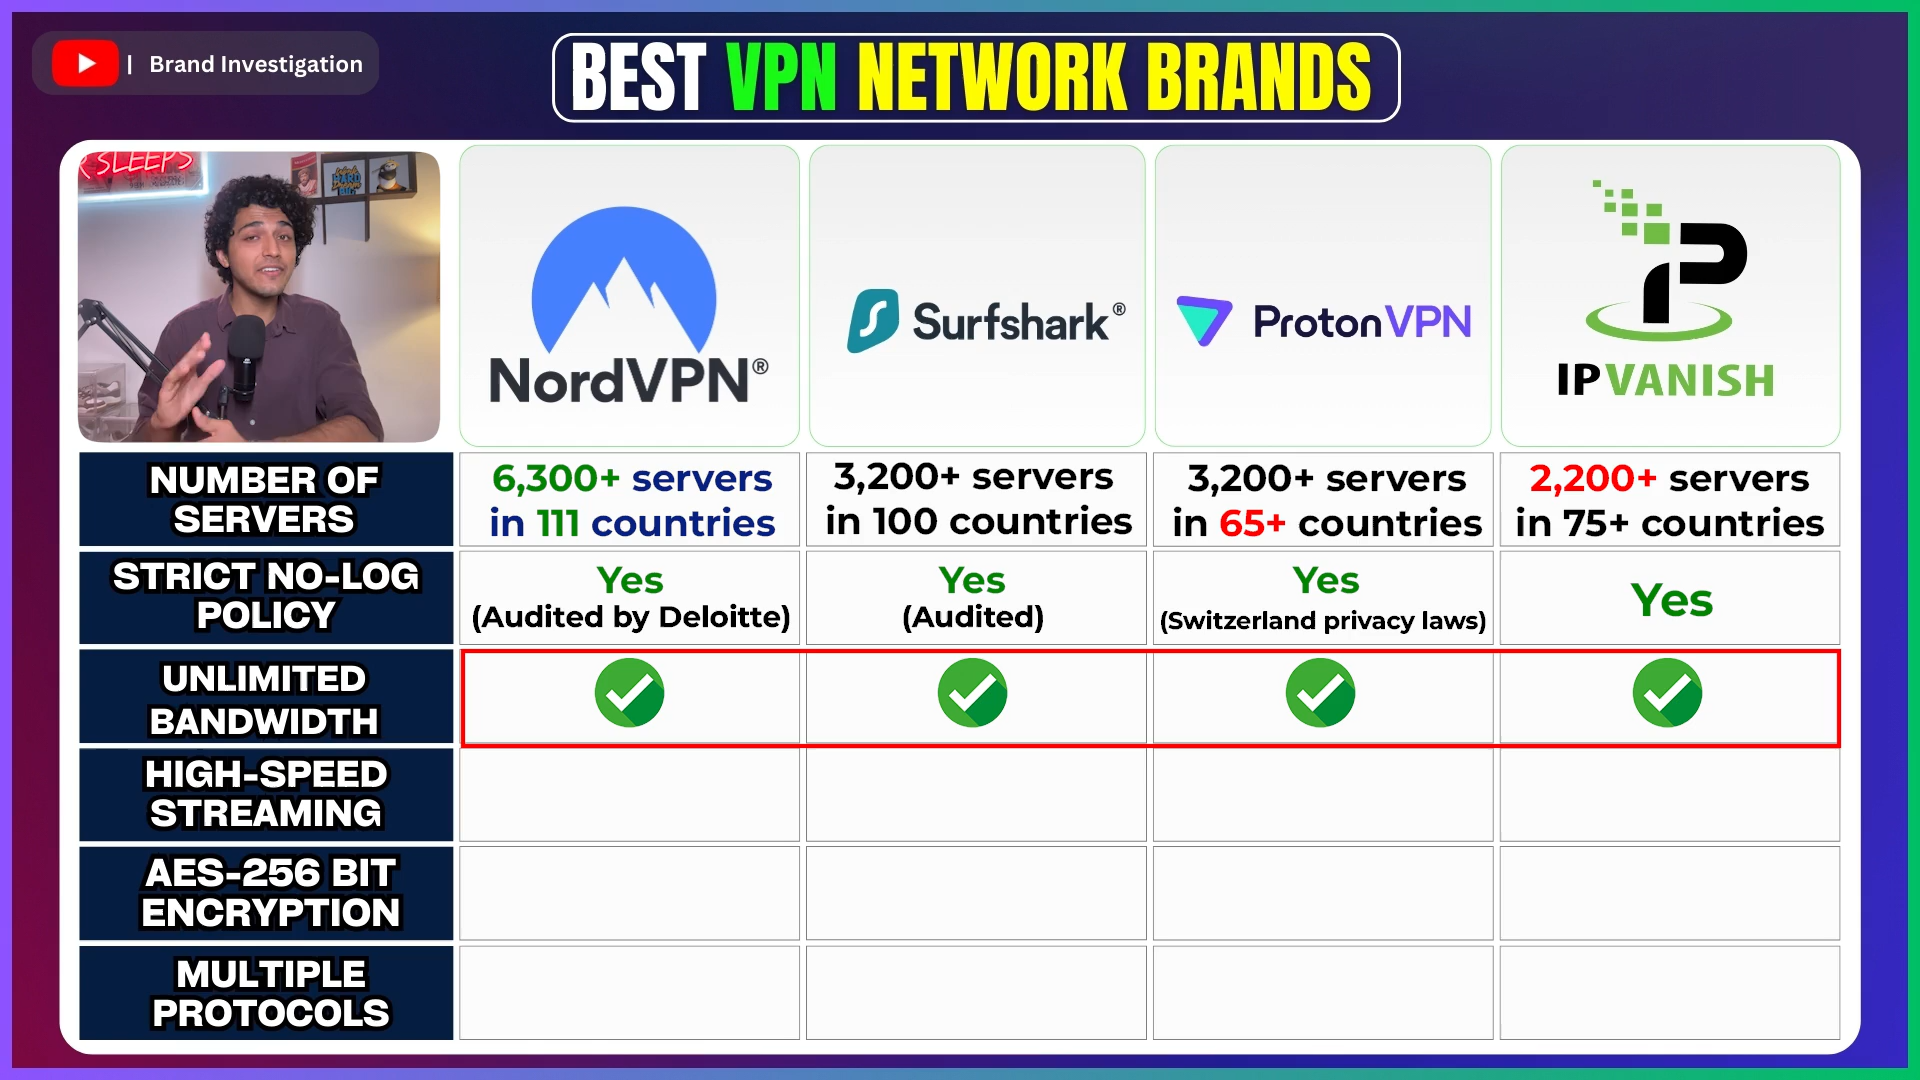 | Brand Investigation
BEST VPN NETWORK BRANDS
R SLEEPS
NordVPN®
Surfshark®
ProtonVPN
IPVANISH
NUMBER OF
SERVERS
6,300+ servers
in 111 countries
3,200+ servers
in 100 countries
3,200+ servers
in 65+ countries
2,200+ servers
in 75+ countries
STRICT NO-LOG
POLICY
Yes
(Audited by Deloitte)
Yes
(Audited)
Yes
(Switzerland privacy laws)
Yes
UNLIMITED
BANDWIDTH
HIGH-SPEED
STREAMING
AES-256 BIT
ENCRYPTION
MULTIPLE
PROTOCOLS